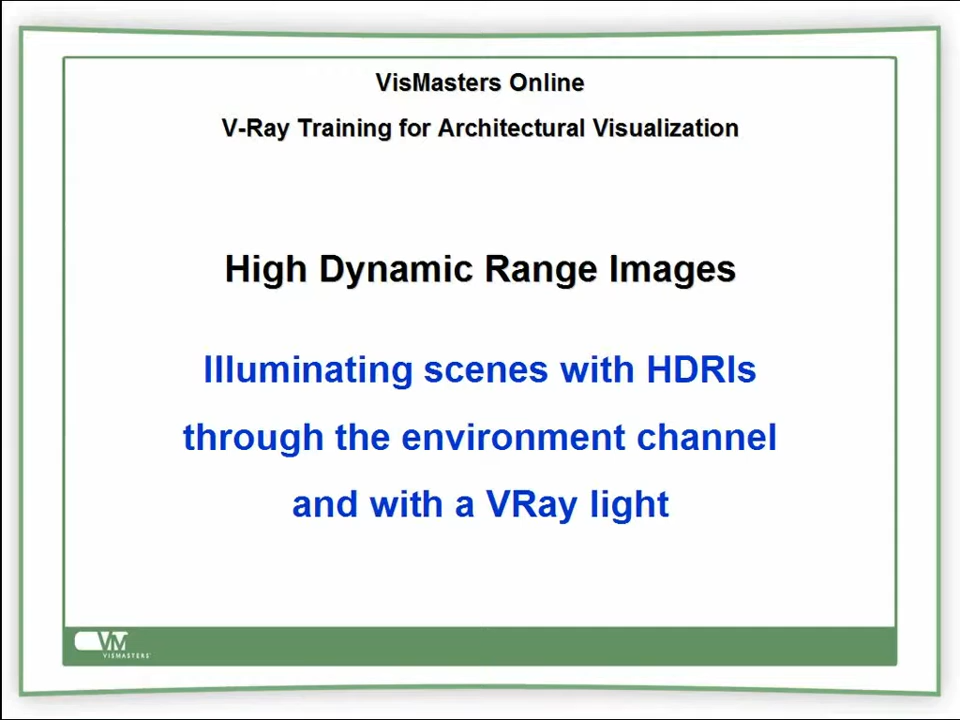 VisMasters Online
V-Ray Training for Architectural Visualization
High Dynamic Range Images
Illuminating scenes with HDRIs
through the environment channel
and with a VRay light
VM
VISMASTERS